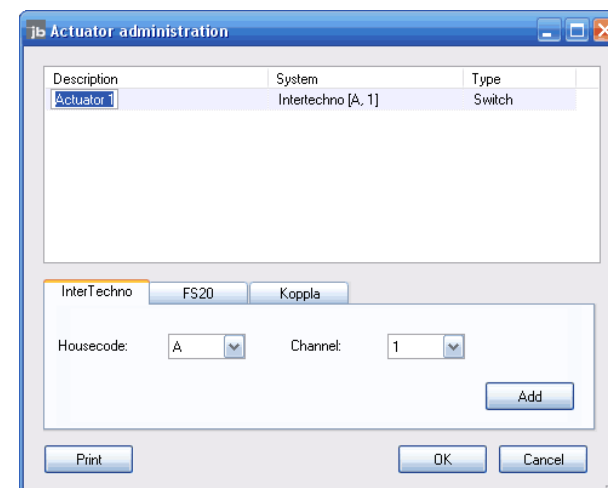 jb Actuator administration
Description System Type
Actuator 1 Intertechno [A, 1] Switch
InterTechno FS20 Koppla
Housecode: A Channel: 1
Add
Print OK Cancel